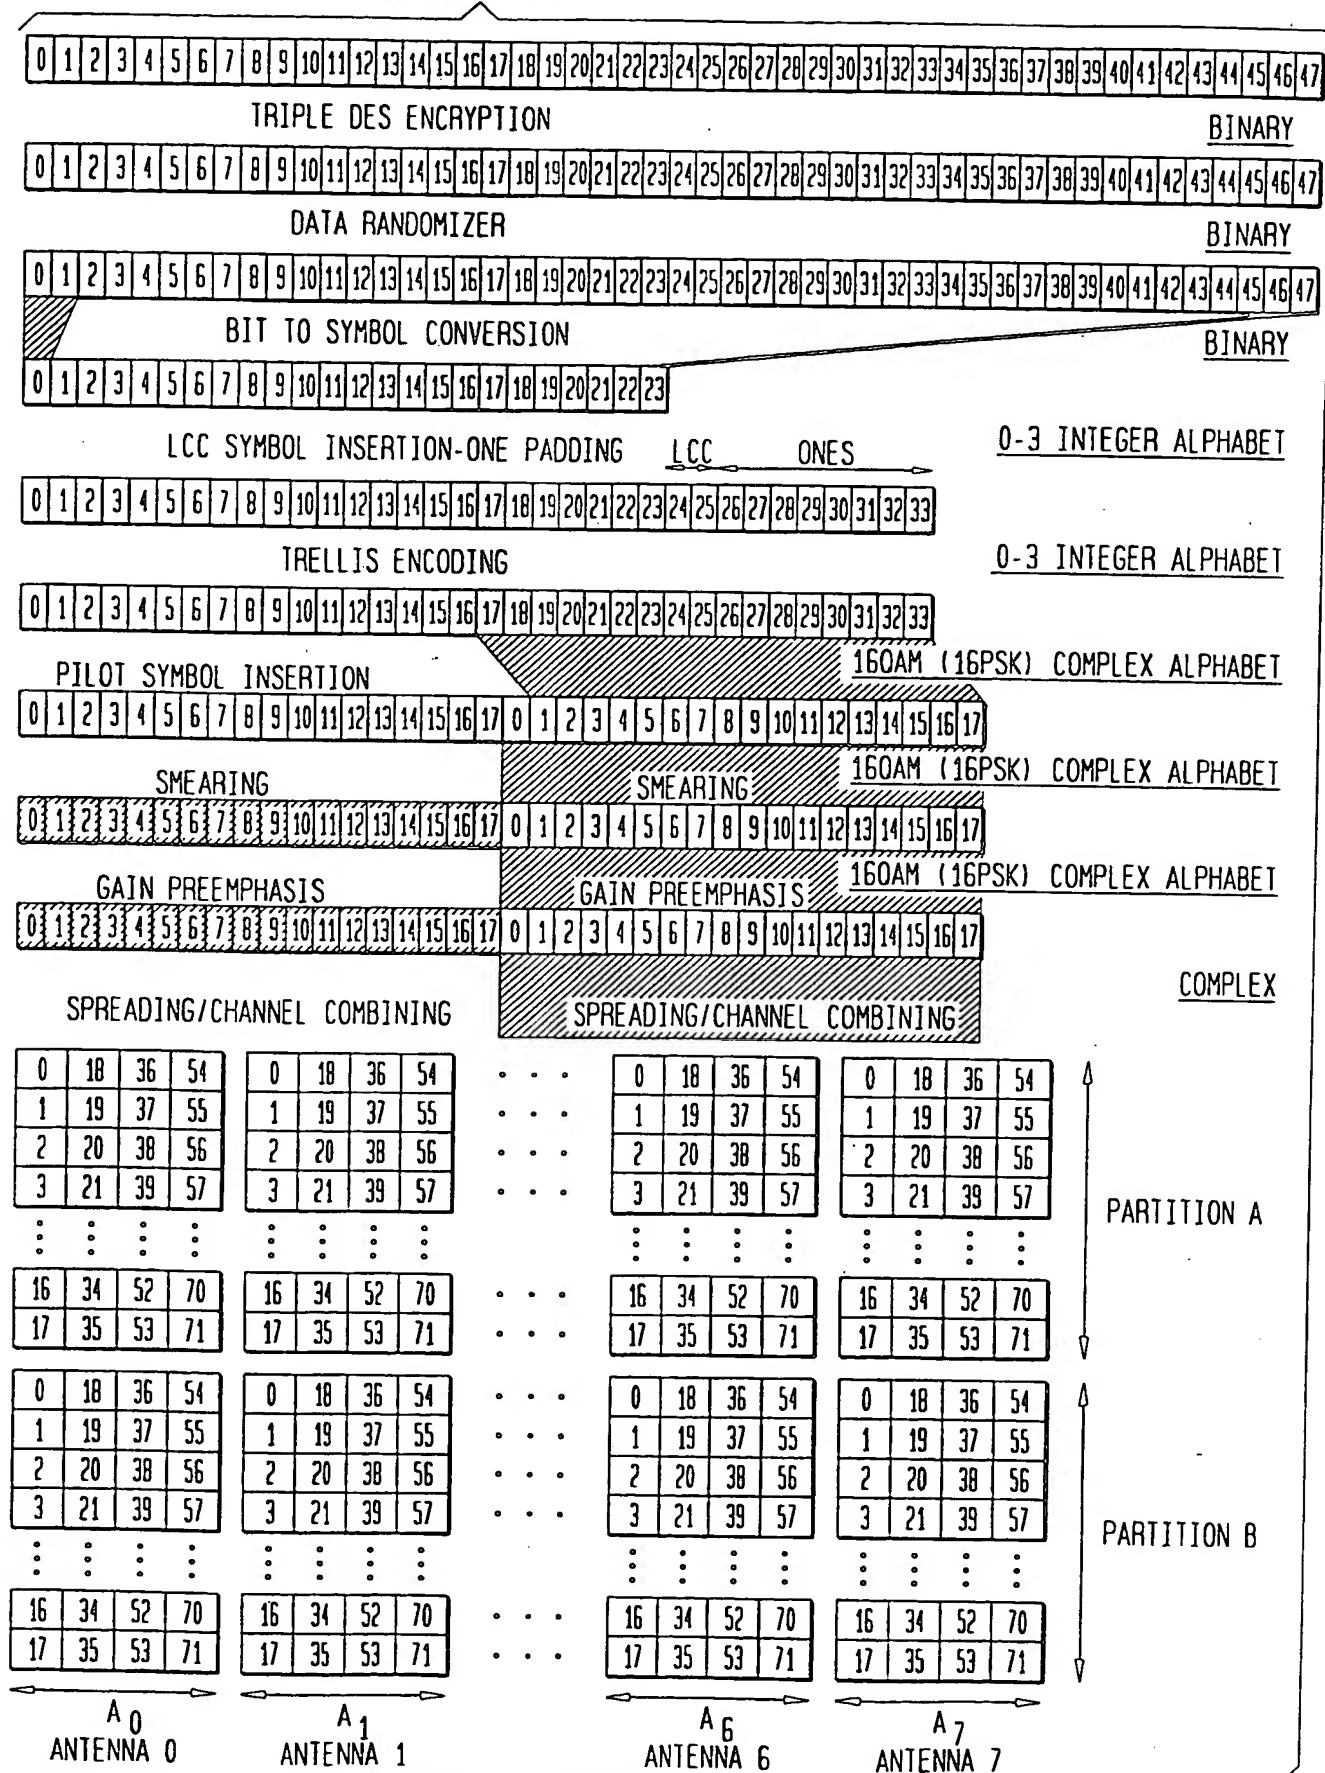 0 1 2 3 4 5 6 7 8 9 10 11 12 13 14 15 16 17 18 19 20 21 22 23 24 25 26 27 28 29 30 31 32 33 34 35 36 37 38 39 40 41 42 43 44 45 46 47
TRIPLE DES ENCRYPTION BINARY
0 1 2 3 4 5 6 7 8 9 10 11 12 13 14 15 16 17 18 19 20 21 22 23 24 25 26 27 28 29 30 31 32 33 34 35 36 37 38 39 40 41 42 43 44 45 46 47
DATA RANDOMIZER BINARY
0 1 2 3 4 5 6 7 8 9 10 11 12 13 14 15 16 17 18 19 20 21 22 23 24 25 26 27 28 29 30 31 32 33 34 35 36 37 38 39 40 41 42 43 44 45 46 47
BIT TO SYMBOL CONVERSION BINARY
0 1 2 3 4 5 6 7 8 9 10 11 12 13 14 15 16 17 18 19 20 21 22 23
LCC SYMBOL INSERTION-ONE PADDING LCC ONES 0-3 INTEGER ALPHABET
0 1 2 3 4 5 6 7 8 9 10 11 12 13 14 15 16 17 18 19 20 21 22 23 24 25 26 27 28 29 30 31 32 33
TRELLIS ENCODING 0-3 INTEGER ALPHABET
0 1 2 3 4 5 6 7 8 9 10 11 12 13 14 15 16 17 18 19 20 21 22 23 24 25 26 27 28 29 30 31 32 33
PILOT SYMBOL INSERTION 16QAM (16PSK) COMPLEX ALPHABET
0 1 2 3 4 5 6 7 8 9 10 11 12 13 14 15 16 17 0 1 2 3 4 5 6 7 8 9 10 11 12 13 14 15 16 17
SMEARING SMEARING 16QAM (16PSK) COMPLEX ALPHABET
0 1 2 3 4 5 6 7 8 9 10 11 12 13 14 15 16 17 0 1 2 3 4 5 6 7 8 9 10 11 12 13 14 15 16 17
GAIN PREEMPHASIS GAIN PREEMPHASIS 16QAM (16PSK) COMPLEX ALPHABET
0 1 2 3 4 5 6 7 8 9 10 11 12 13 14 15 16 17 0 1 2 3 4 5 6 7 8 9 10 11 12 13 14 15 16 17
COMPLEX
SPREADING/CHANNEL COMBINING SPREADING/CHANNEL COMBINING
0 18 36 54 0 18 36 54 0 18 36 54 0 18 36 54
1 19 37 55 1 19 37 55 1 19 37 55 1 19 37 55
2 20 38 56 2 20 38 56 2 20 38 56 2 20 38 56
3 21 39 57 3 21 39 57 3 21 39 57 3 21 39 57
PARTITION A
16 34 52 70 16 34 52 70 16 34 52 70 16 34 52 70
17 35 53 71 17 35 53 71 17 35 53 71 17 35 53 71
0 18 36 54 0 18 36 54 0 18 36 54 0 18 36 54
1 19 37 55 1 19 37 55 1 19 37 55 1 19 37 55
2 20 38 56 2 20 38 56 2 20 38 56 2 20 38 56
3 21 39 57 3 21 39 57 3 21 39 57 3 21 39 57
PARTITION B
16 34 52 70 16 34 52 70 16 34 52 70 16 34 52 70
17 35 53 71 17 35 53 71 17 35 53 71 17 35 53 71
A0 A1 A6 A7
ANTENNA 0 ANTENNA 1 ANTENNA 6 ANTENNA 7